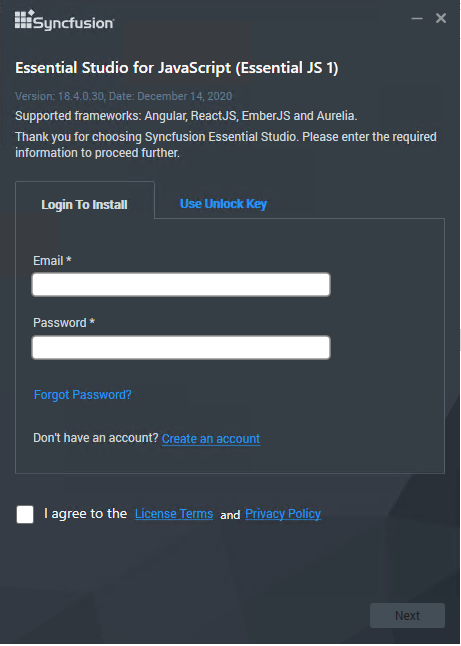 Syncfusion
Essential Studio for JavaScript (Essential JS 1)
Version: 18.4.0.30, Date: December 14, 2020
Supported frameworks: Angular, ReactJS, EmberJS and Aurelia.
Thank you for choosing Syncfusion Essential Studio. Please enter the required
information to proceed further.
Login To Install Use Unlock Key
Email *
Password *
Forgot Password?
Don't have an account? Create an account
I agree to the License Terms and Privacy Policy
Next